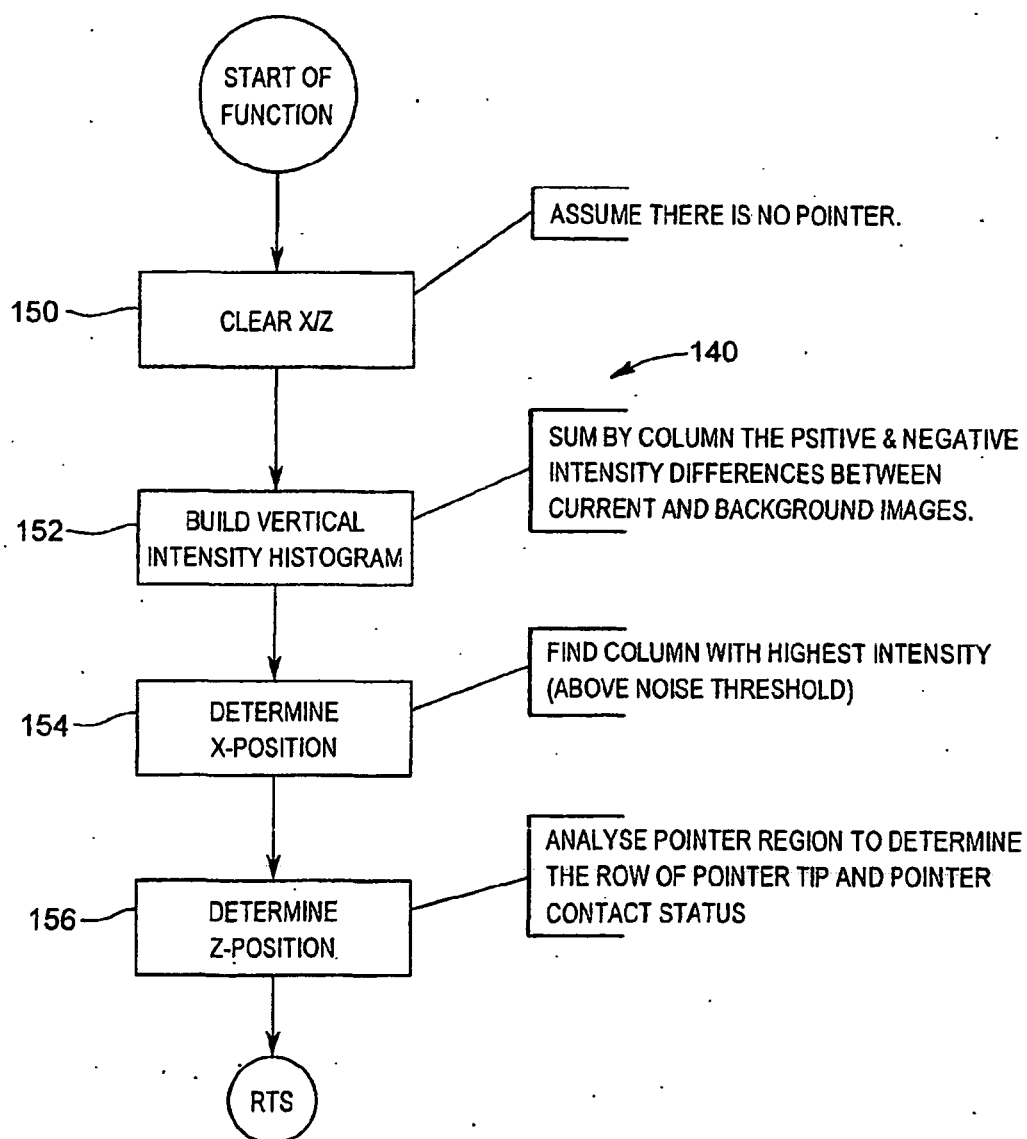 START OF
FUNCTION
ASSUME THERE IS NO POINTER.
150
CLEAR X/Z
140
SUM BY COLUMN THE PSITIVE & NEGATIVE
INTENSITY DIFFERENCES BETWEEN
CURRENT AND BACKGROUND IMAGES.
152
BUILD VERTICAL
INTENSITY HISTOGRAM
FIND COLUMN WITH HIGHEST INTENSITY
(ABOVE NOISE THRESHOLD)
154
DETERMINE
X-POSITION
ANALYSE POINTER REGION TO DETERMINE
THE ROW OF POINTER TIP AND POINTER
CONTACT STATUS
156
DETERMINE
Z-POSITION
RTS